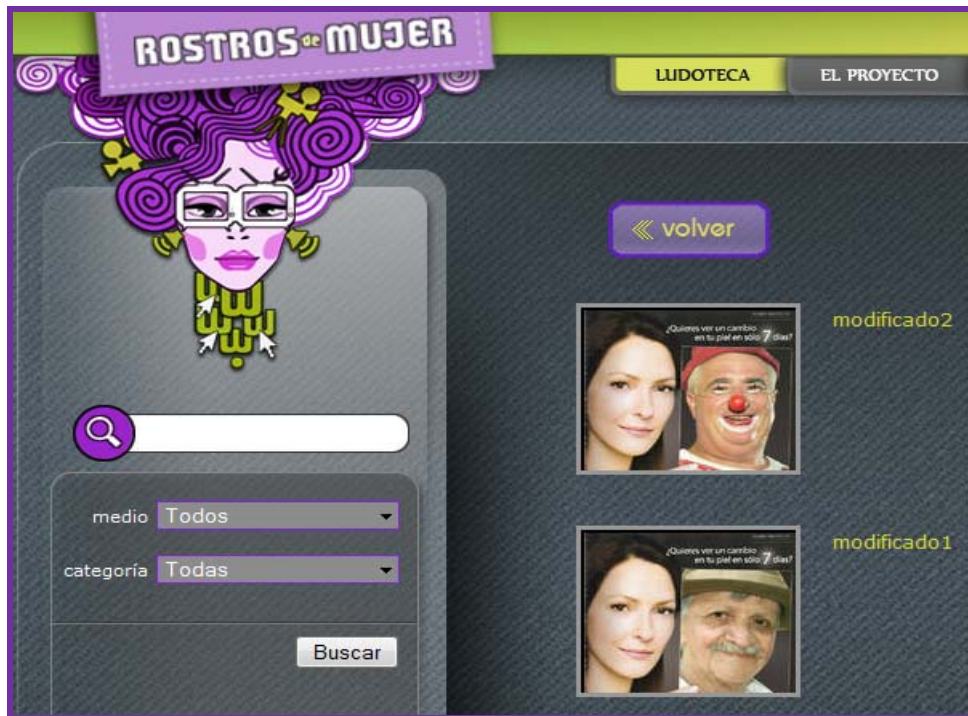 ROSTROS de MUJER
LUDOTECA
EL PROYECTO
volver
modificado2
¿Quieres ver un cambio
en tu piel en sólo 7 días?
medio Todos
categoría Todas
Buscar
modificado1
¿Quieres ver un cambio
en tu piel en sólo 7 días?